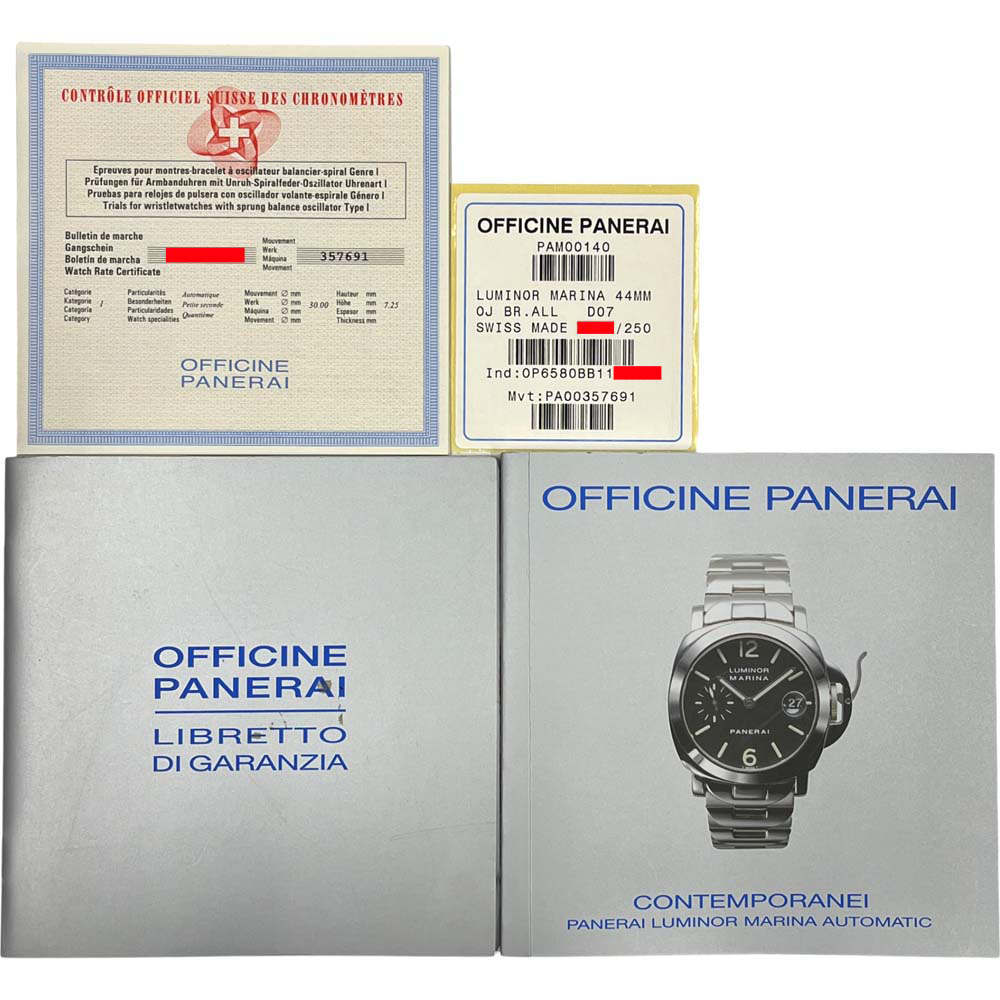 CONTRÔLE OFFICIEL SUISSE DES CHRONOMÈTRES
Epreuves pour montres-bracelet à oscillateur balancier-spiral Genre I
Prüfungen für Armbanduhren mit Unruh-Spiralfeder-Oszillator Uhrenart I
Pruebas para relojes de pulsera con oscilador volante-espirale Género I
Trials for wristletwatches with sprung balance oscillator Type I
Bulletin de marche
Gangschein
Boletín de marcha
Watch Rate Certificate
Mouvement
Werk
Máquina
Movement
357691
Catégorie
Kategorie
Categoria
Category
1
Particularités
Besonderheiten
Particularidades
Watch specialities
Automatique
Petite seconde
Quantième
Mouvement ∅ mm
Werk ∅ mm
Máquina ∅ mm
Movement ∅ mm
30.00
Hauteur mm
Höhe mm
Espesor mm
Thickness mm
7.25
OFFICINE
PANERAI
OFFICINE PANERAI
PAM00140
LUMINOR MARINA 44MM
OJ BR.ALL D07
SWISS MADE /250
Ind:OP6580BB11
Mvt:PA00357691
OFFICINE
PANERAI
LIBRETTO
DI GARANZIA
OFFICINE PANERAI
12
LUMINOR
MARINA
27
PANERAI
6
CONTEMPORANEI
PANERAI LUMINOR MARINA AUTOMATIC